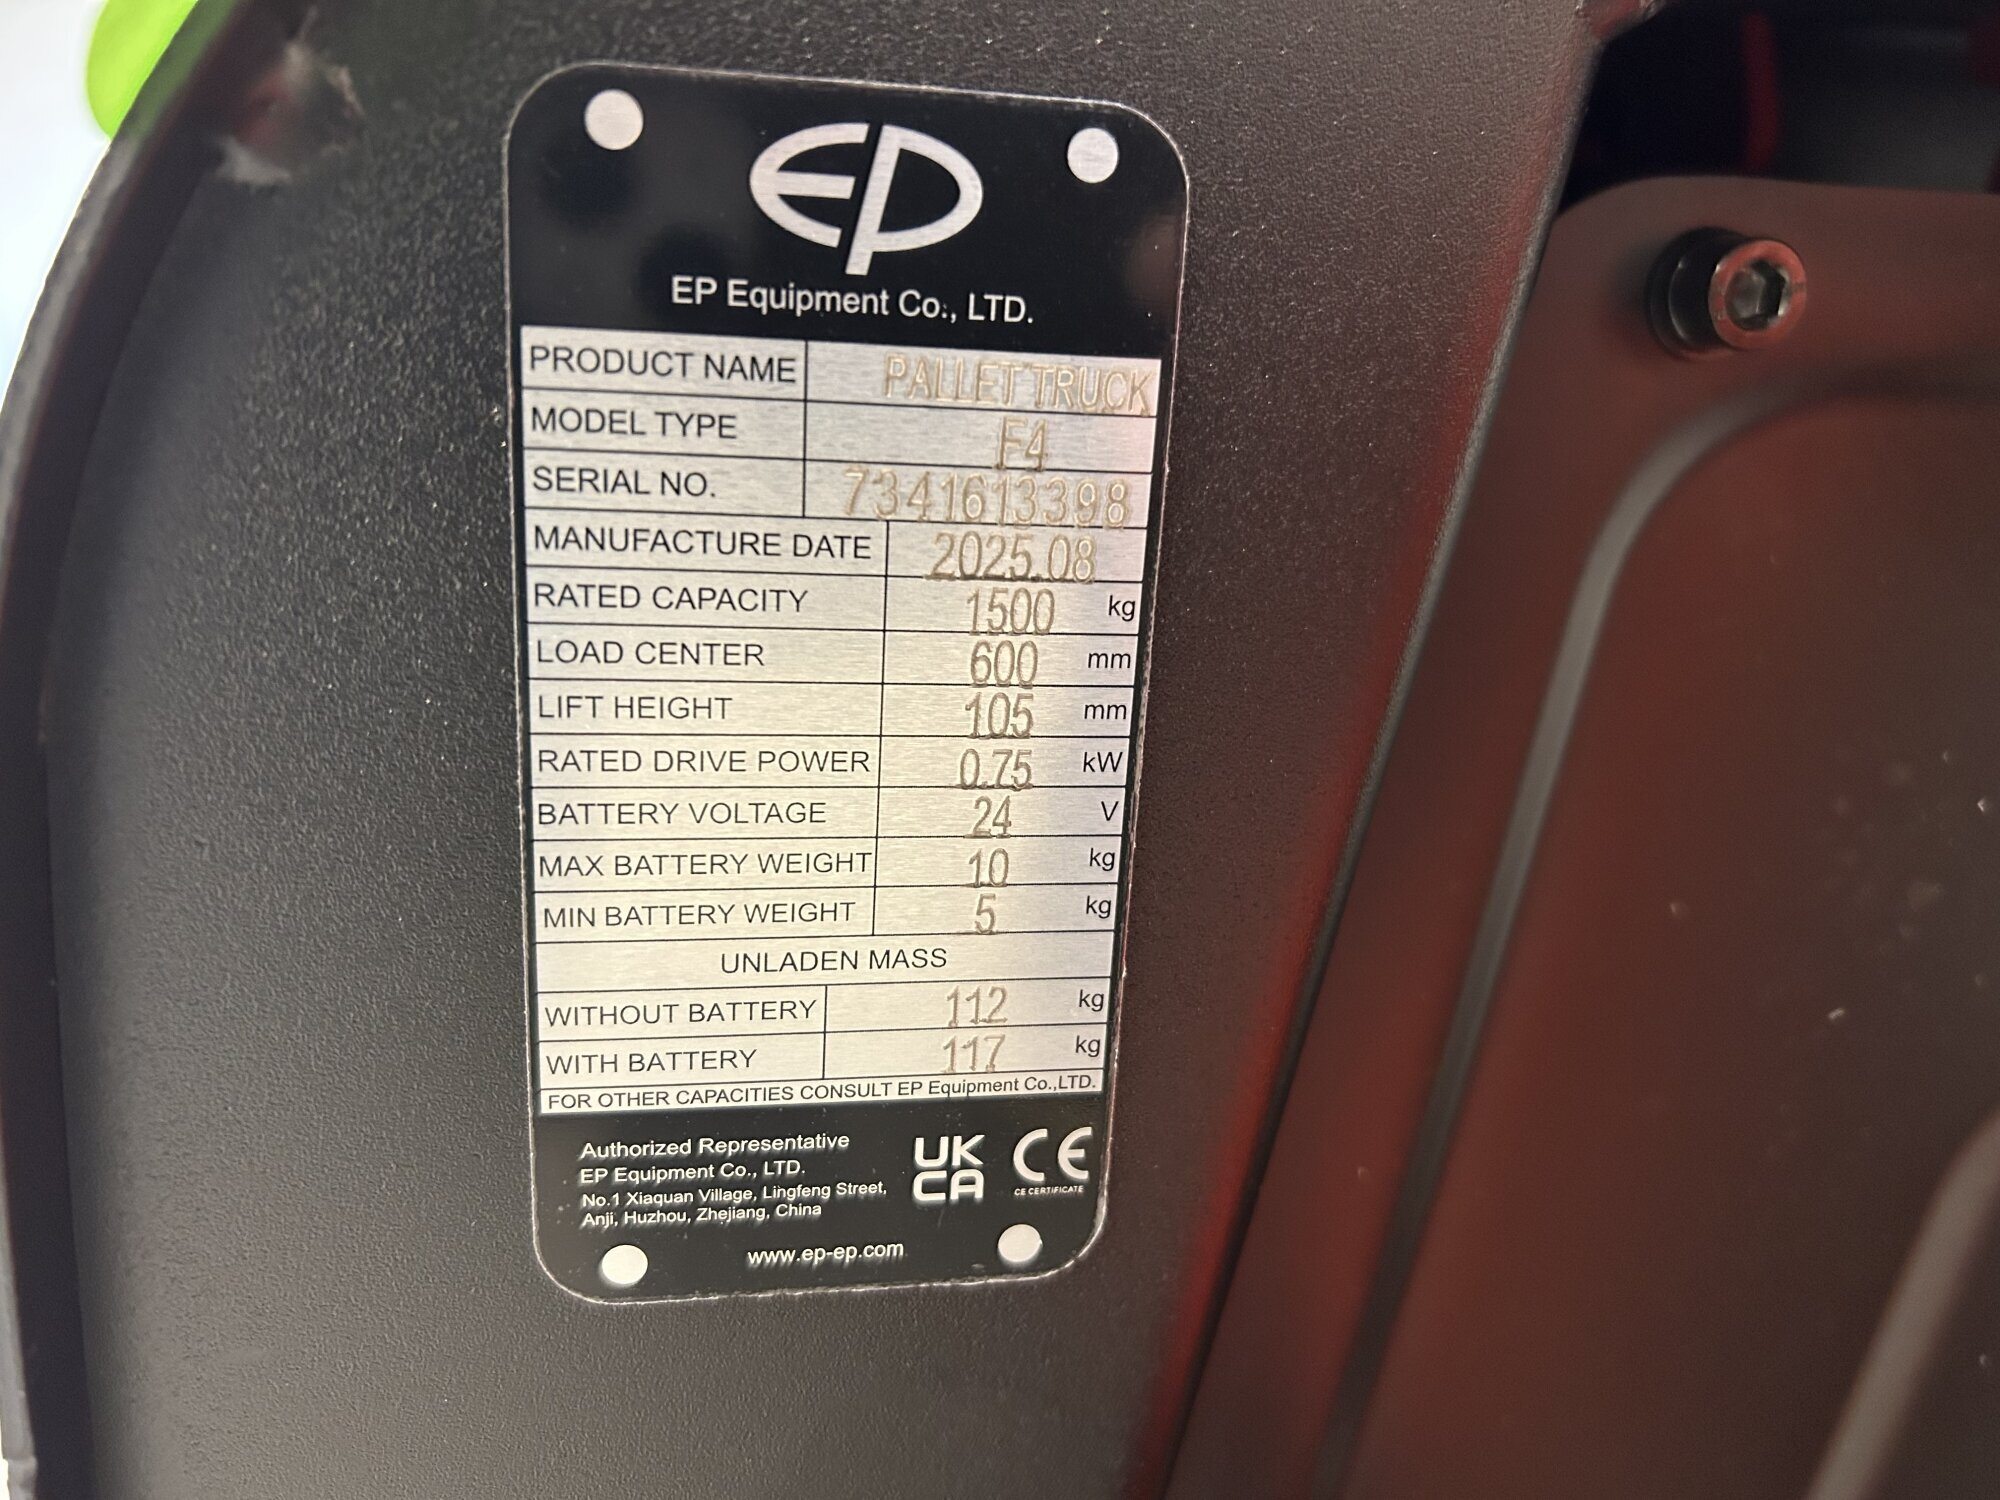 EP
EP Equipment Co., LTD.
PRODUCT NAME PALLET TRUCK
MODEL TYPE F4
SERIAL NO. 7341613398
MANUFACTURE DATE 2025.08
RATED CAPACITY 1500 kg
LOAD CENTER 600 mm
LIFT HEIGHT 105 mm
RATED DRIVE POWER 0.75 kW
BATTERY VOLTAGE 24 V
MAX BATTERY WEIGHT 10 kg
MIN BATTERY WEIGHT 5 kg
UNLADEN MASS
WITHOUT BATTERY 112 kg
WITH BATTERY 117 kg
FOR OTHER CAPACITIES CONSULT EP Equipment Co.,LTD.
Authorized Representative
EP Equipment Co., LTD.
No.1 Xiaquan Village, Lingfeng Street,
Anji, Huzhou, Zhejiang, China
UK
CA
CE
CE CERTIFICATE
www.ep-ep.com